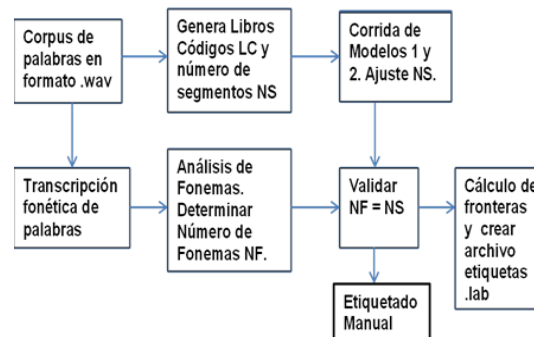 Corpus de
palabras en
formato .wav
Genera Libros
Códigos LC y
número de
segmentos NS
Corrida de
Modelos 1 y
2. Ajuste NS.
Transcripción
fonética de
palabras
Análisis de
Fonemas.
Determinar
Número de
Fonemas NF.
Validar
NF = NS
Cálculo de
fronteras
y crear
archivo
etiquetas
.lab
Etiquetado
Manual